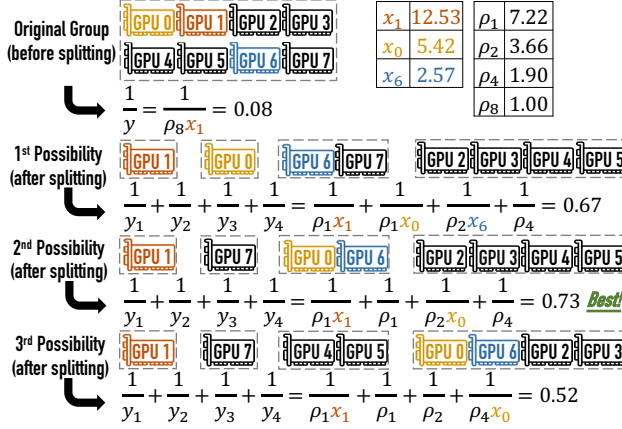 Original Group
(before splitting)
GPU 0 GPU 1 GPU 2 GPU 3
GPU 4 GPU 5 GPU 6 GPU 7
x₁ 12.53
x₀ 5.42
x₆ 2.57
ρ₁ 7.22
ρ₂ 3.66
ρ₄ 1.90
ρ₈ 1.00
1/y = 1/(ρ₈x₁) = 0.08
1st Possibility
(after splitting)
GPU 1 GPU 0 GPU 6 GPU 7 GPU 2 GPU 3 GPU 4 GPU 5
1/y₁ + 1/y₂ + 1/y₃ + 1/y₄ = 1/(ρ₁x₁) + 1/(ρ₁x₀) + 1/(ρ₂x₆) + 1/ρ₄ = 0.67
2nd Possibility
(after splitting)
GPU 1 GPU 7 GPU 0 GPU 6 GPU 2 GPU 3 GPU 4 GPU 5
1/y₁ + 1/y₂ + 1/y₃ + 1/y₄ = 1/(ρ₁x₁) + 1/ρ₁ + 1/(ρ₂x₀) + 1/ρ₄ = 0.73 Best!
3rd Possibility
(after splitting)
GPU 1 GPU 7 GPU 4 GPU 5 GPU 0 GPU 6 GPU 2 GPU 3
1/y₁ + 1/y₂ + 1/y₃ + 1/y₄ = 1/(ρ₁x₁) + 1/ρ₁ + 1/ρ₂ + 1/(ρ₄x₀) = 0.52